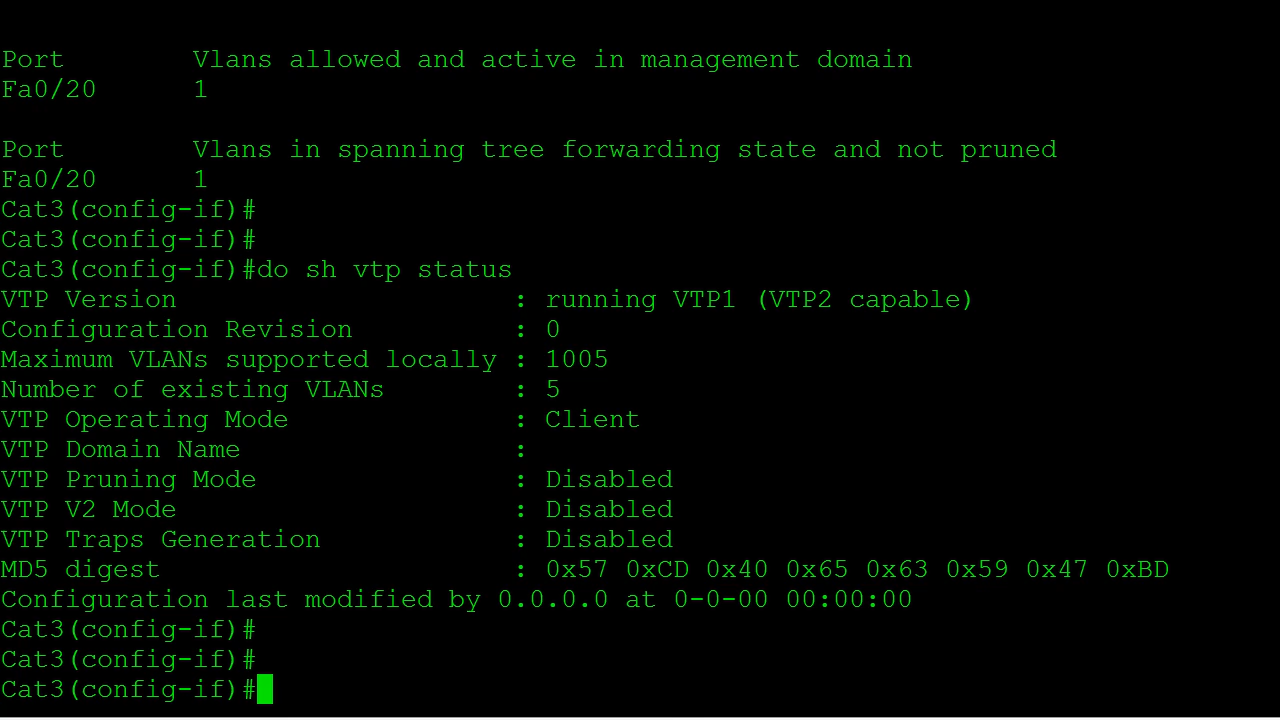 Port        Vlans allowed and active in management domain
Fa0/20      1
Port        Vlans in spanning tree forwarding state and not pruned
Fa0/20      1
Cat3(config-if)#
Cat3(config-if)#
Cat3(config-if)#do sh vtp status
VTP Version                     : running VTP1 (VTP2 capable)
Configuration Revision          : 0
Maximum VLANs supported locally : 1005
Number of existing VLANs        : 5
VTP Operating Mode              : Client
VTP Domain Name                 :
VTP Pruning Mode                : Disabled
VTP V2 Mode                     : Disabled
VTP Traps Generation            : Disabled
MD5 digest                      : 0x57 0xCD 0x40 0x65 0x63 0x59 0x47 0xBD
Configuration last modified by 0.0.0.0 at 0-0-00 00:00:00
Cat3(config-if)#
Cat3(config-if)#
Cat3(config-if)#